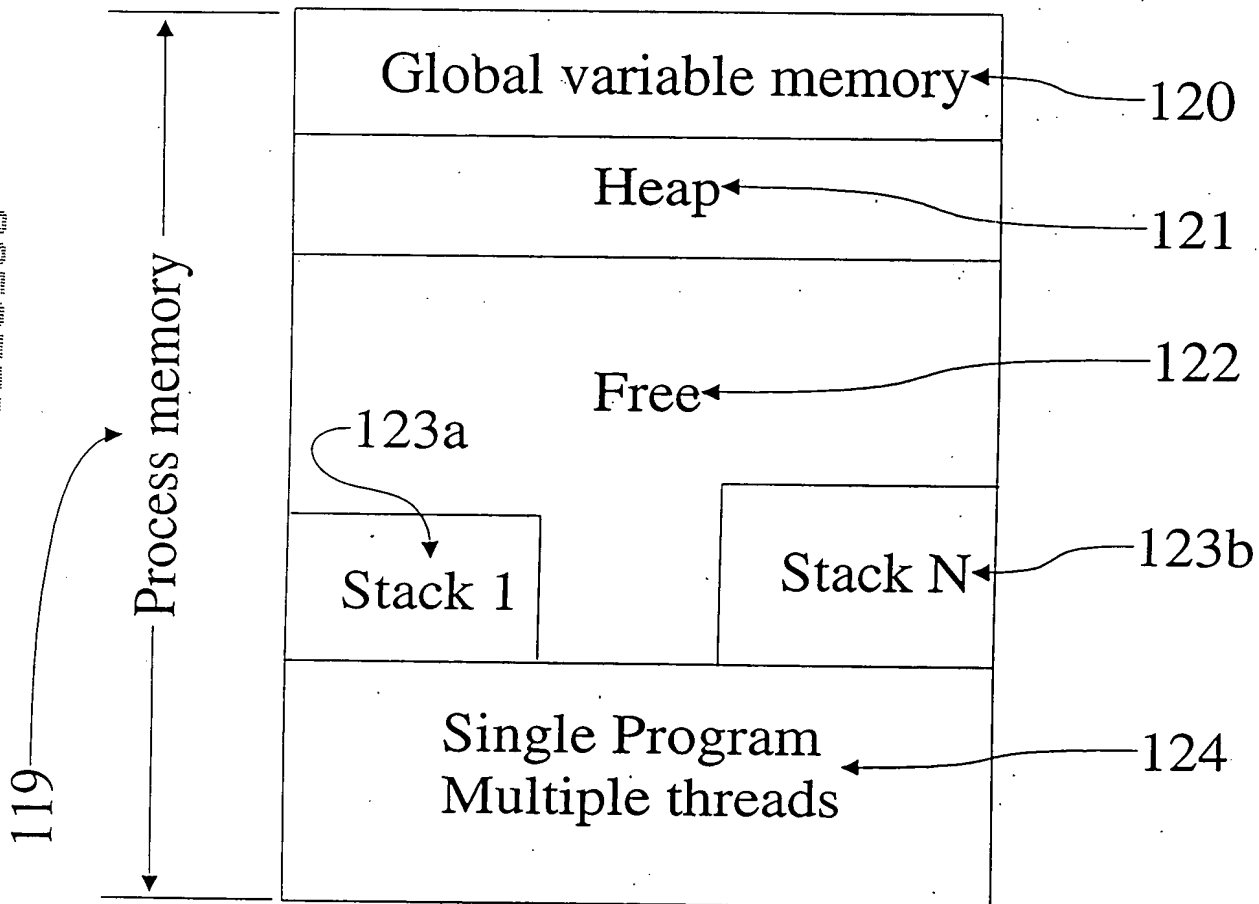 Global variable memory
120
Heap
121
Process memory
Free
122
123a
Stack 1
Stack N
123b
119
Single Program
Multiple threads
124